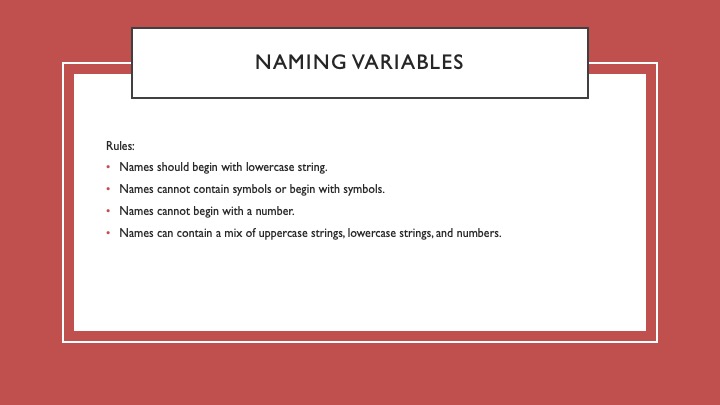 NAMING VARIABLES
Rules:
• Names should begin with lowercase string.
• Names cannot contain symbols or begin with symbols.
• Names cannot begin with a number.
• Names can contain a mix of uppercase strings, lowercase strings, and numbers.